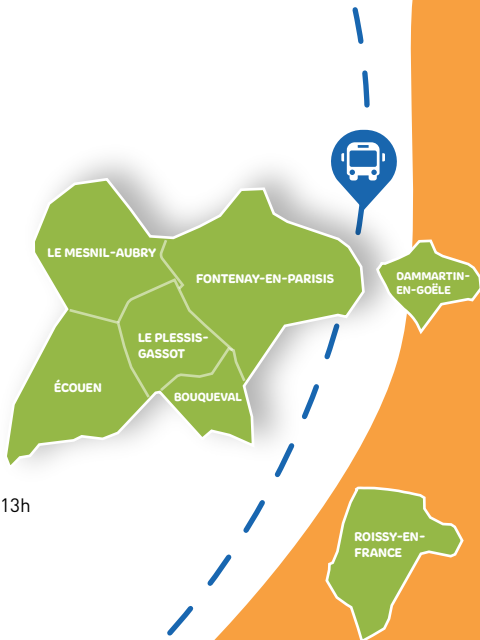 LE MESNIL-AUBRY
FONTENAY-EN-PARISIS
DAMMARTIN-
EN-GOËLE
LE PLESSIS-
GASSOT
ÉCOUEN
BOUQUEVAL
13h
ROISSY-EN-
FRANCE